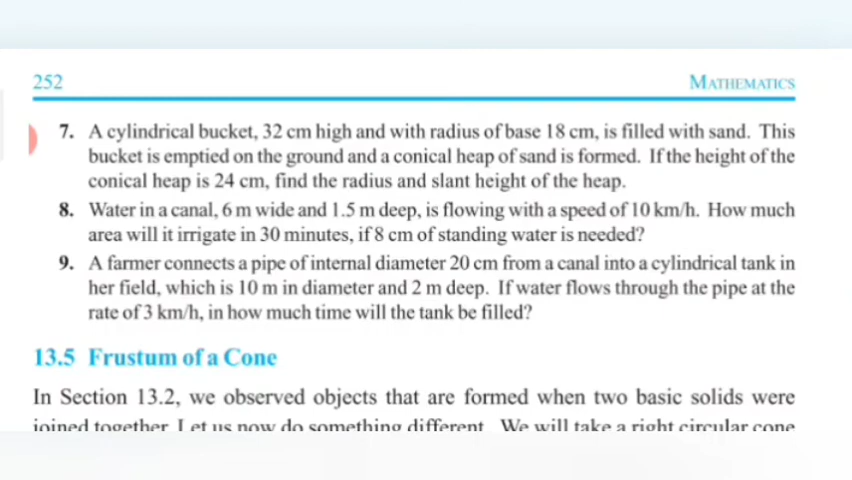 252
MATHEMATICS
7. A cylindrical bucket, 32 cm high and with radius of base 18 cm, is filled with sand. This
bucket is emptied on the ground and a conical heap of sand is formed. If the height of the
conical heap is 24 cm, find the radius and slant height of the heap.
8. Water in a canal, 6 m wide and 1.5 m deep, is flowing with a speed of 10 km/h. How much
area will it irrigate in 30 minutes, if 8 cm of standing water is needed?
9. A farmer connects a pipe of internal diameter 20 cm from a canal into a cylindrical tank in
her field, which is 10 m in diameter and 2 m deep. If water flows through the pipe at the
rate of 3 km/h, in how much time will the tank be filled?
13.5 Frustum of a Cone
In Section 13.2, we observed objects that are formed when two basic solids were
joined together. Let us now do something different. We will take a right circular cone